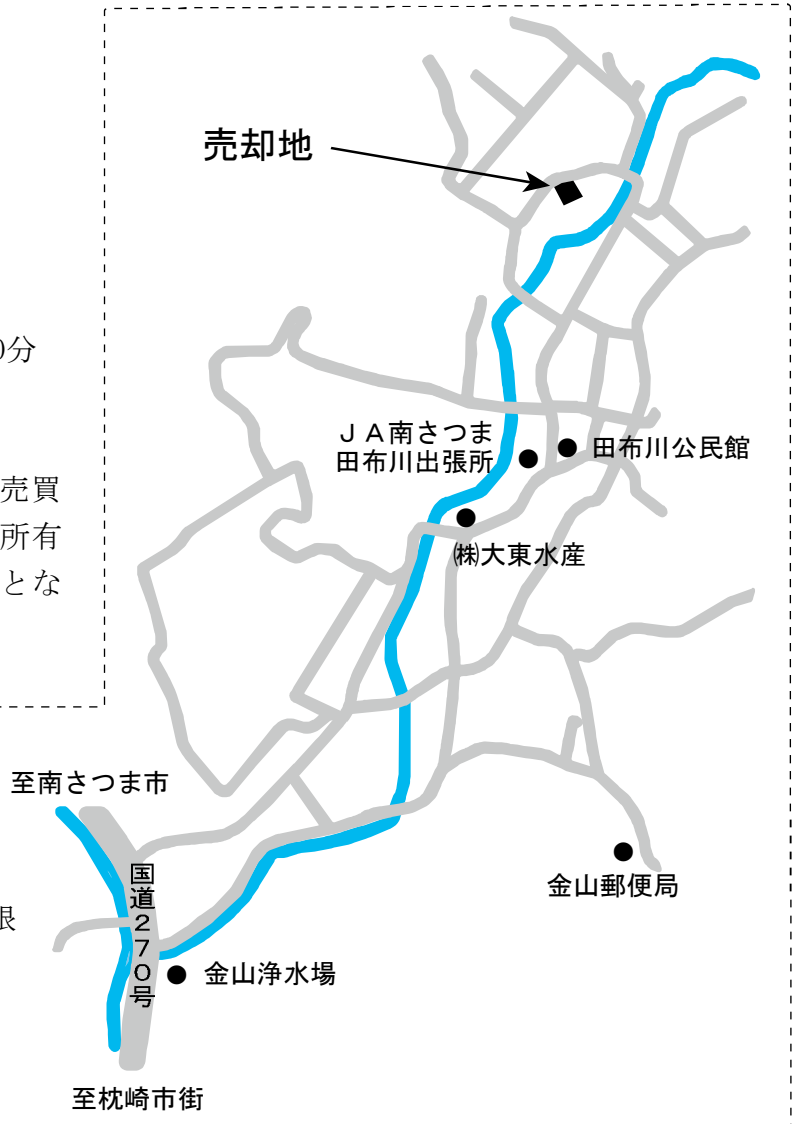 売却地
0分
ＪＡ南さつま
田布川出張所
田布川公民館
売買
所有
とな
㈱大東水産
至南さつま市
国道２７０号
金山郵便局
限
金山浄水場
至枕崎市街